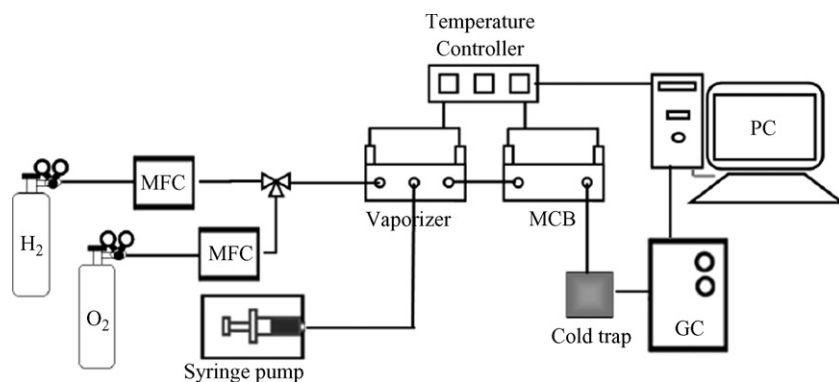 Temperature
Controller
PC
MFC
Vaporizer
MCB
H2
MFC
O2
Cold trap
GC
Syringe pump